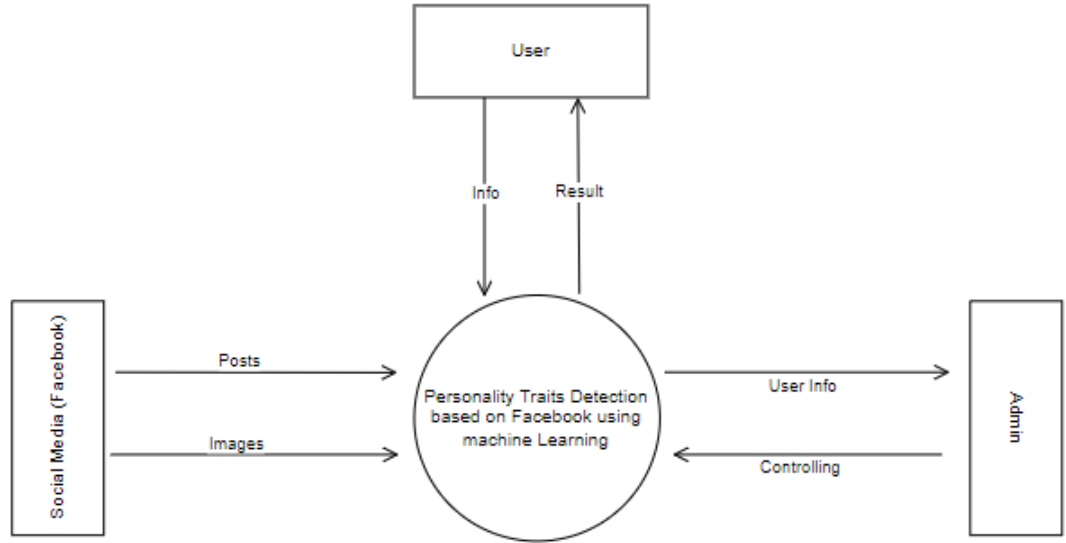 User
Info
Result
Social Media (Facebook)
Posts
Images
Personality Traits Detection
based on Facebook using
machine Learning
User Info
Controlling
Admin